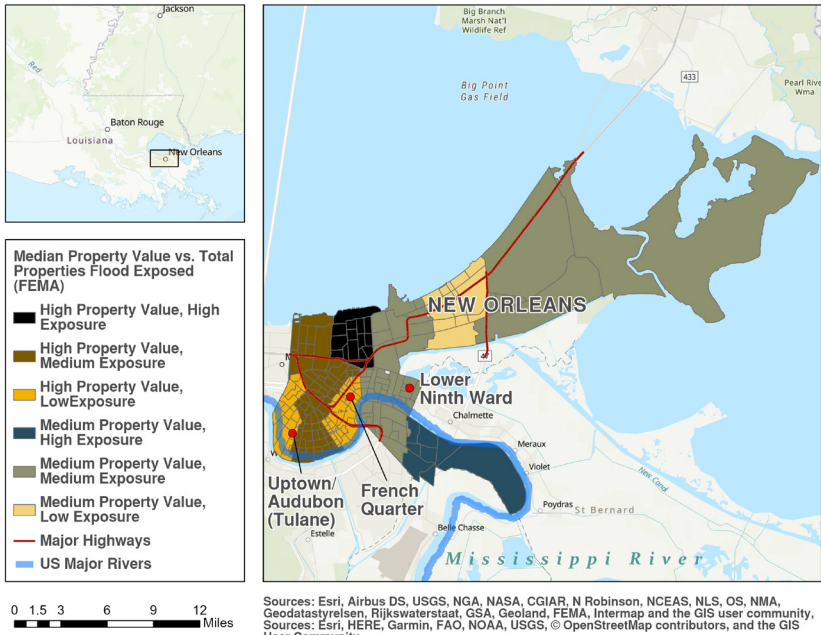 Jackson
Red
Baton Rouge
Louisiana
New Orleans
Median Property Value vs. Total
Properties Flood Exposed
(FEMA)
High Property Value, High
Exposure
High Property Value,
Medium Exposure
High Property Value,
LowExposure
Medium Property Value,
High Exposure
Medium Property Value,
Medium Exposure
Medium Property Value,
Low Exposure
Major Highways
US Major Rivers
0 1.5 3 6 9 12
Miles
Big Branch
Marsh Nat'l
Wildlife Ref
433
Big Point
Gas Field
Pearl Rive
Wma
NEW ORLEANS
47
M
Lower
Ninth Ward
Chalmette
W
Meraux
Violet
New Canal
Uptown/
Audubon
(Tulane)
French
Quarter
Poydras
St Bernard
Estelle
Belle Chasse
Mississippi River
Sources: Esri, Airbus DS, USGS, NGA, NASA, CGIAR, N Robinson, NCEAS, NLS, OS, NMA,
Geodatastyrelsen, Rijkswaterstaat, GSA, Geoland, FEMA, Intermap and the GIS user community,
Sources: Esri, HERE, Garmin, FAO, NOAA, USGS, © OpenStreetMap contributors, and the GIS
User Community